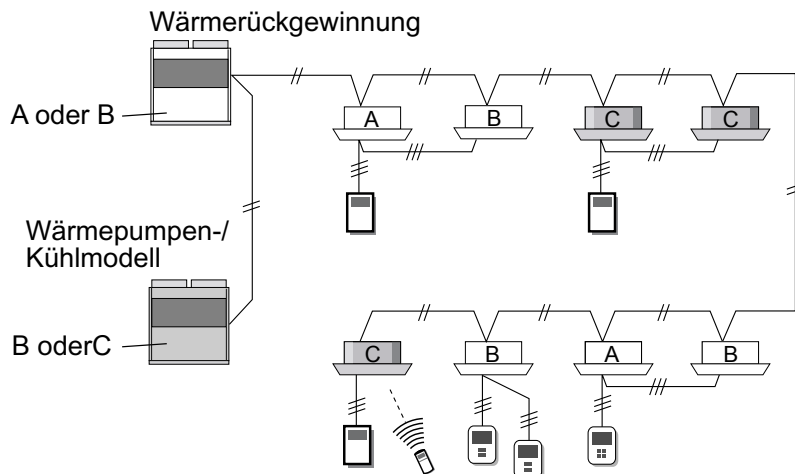 Wärmerückgewinnung
A oder B
A
B
C
C
Wärmepumpen-/
Kühlmodell
B oderC
C
B
A
B